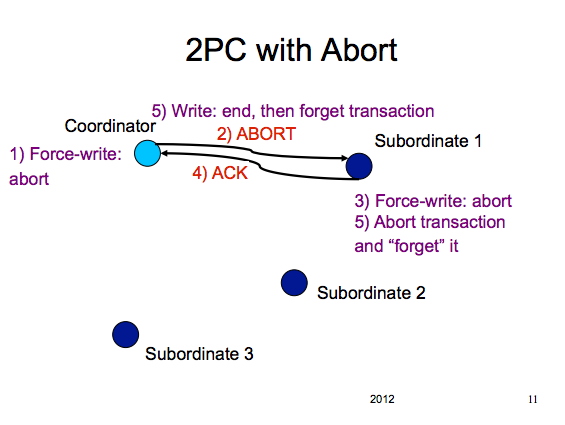 2PC with Abort
5) Write: end, then forget transaction
Coordinator
2) ABORT
Subordinate 1
1) Force-write:
abort
4) ACK
3) Force-write: abort
5) Abort transaction
and “forget” it
Subordinate 2
Subordinate 3
2012
11